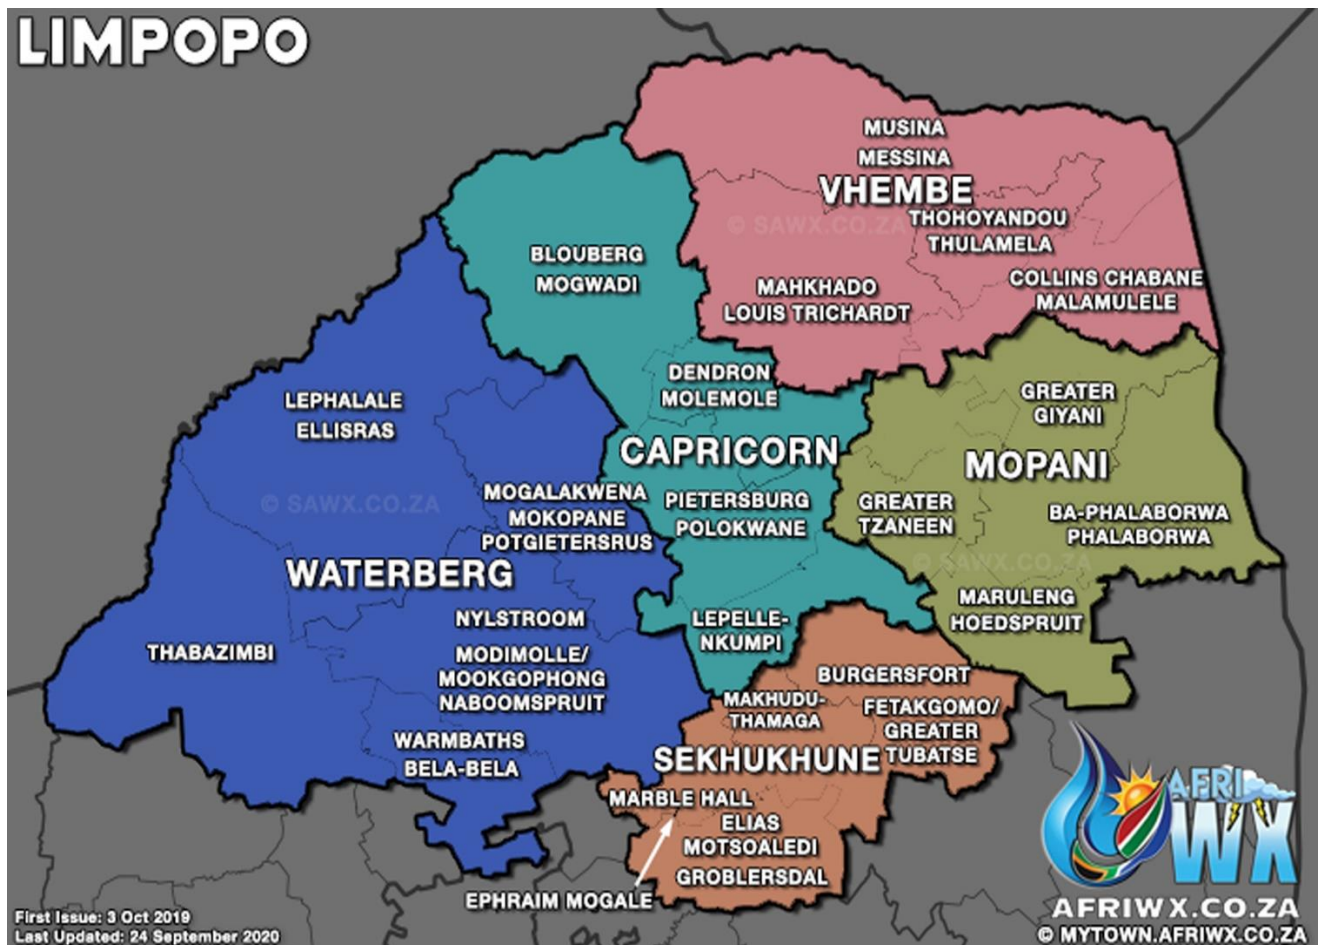 LIMPOPO
MUSINA
MESSINA
VHEMBE
© SAWX.CO.ZA
THOHOYANDOU
THULAMELA
COLLINS CHABANE
MALAMULELE
MAHKHADO
LOUIS TRICHARDT
BLOUBERG
MOGWADI
DENDRON
MOLEMOLE
CAPRICORN
PIETERSBURG
POLOKWANE
LEPELLE-
NKUMPI
GREATER
GIYANI
MOPANI
GREATER
TZANEEN
BA-PHALABORWA
PHALABORWA
© SAWX.CO.ZA
MARULENG
HOEDSPRUIT
LEPHALALE
ELLISRAS
© SAWX.CO.ZA
MOGALAKWENA
MOKOPANE
POTGIETERSRUS
WATERBERG
NYLSTROOM
THABAZIMBI
MODIMOLLE/
MOOKGOPHONG
NABOOMSPRUIT
WARMBATHS
BELA-BELA
BURGERSFORT
MAKHUDU-
THAMAGA
FETAKGOMO/
GREATER
TUBATSE
SEKHUKHUNE
MARBLE HALL
ELIAS
MOTSOALEDI
GROBLERSDAL
EPHRAIM MOGALE
AFRI
WX
AFRIWX.CO.ZA
© MYTOWN.AFRIWX.CO.ZA
First Issue: 3 Oct 2019
Last Updated: 24 September 2020